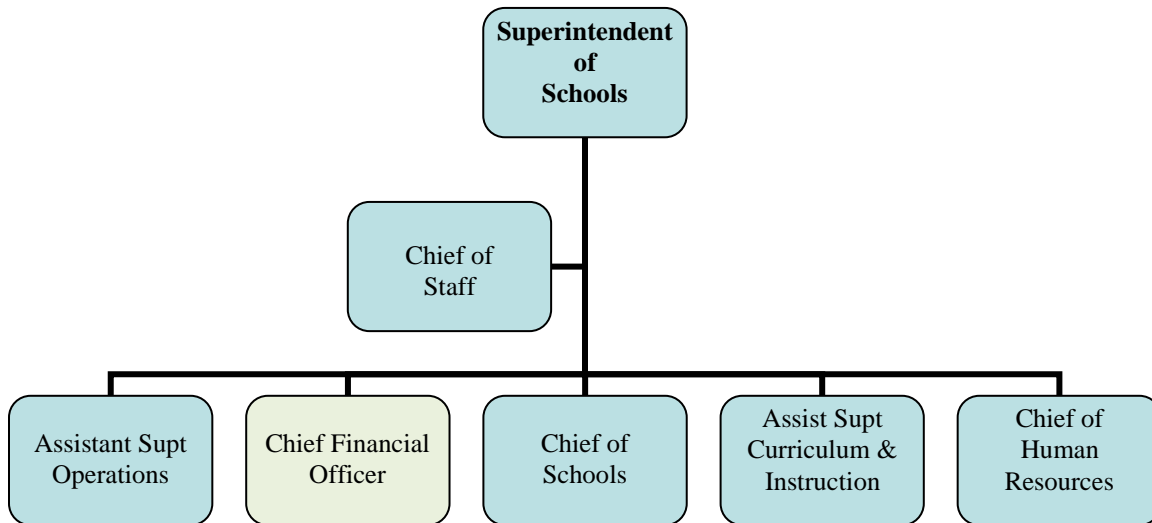 Superintendent
of
Schools
Chief of
Staff
Assistant Supt
Operations
Chief Financial
Officer
Chief of
Schools
Assist Supt
Curriculum &
Instruction
Chief of
Human
Resources